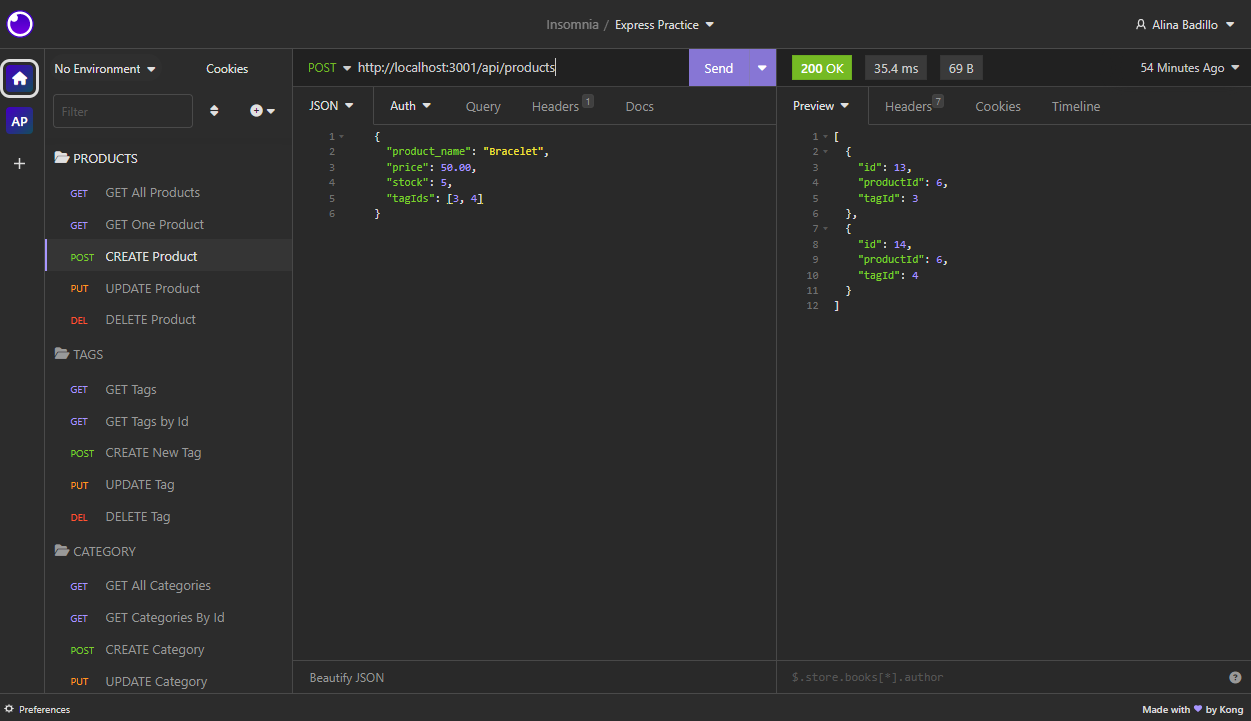 Insomnia / Express Practice
Alina Badillo
No Environment
Cookies
AP
Filter
PRODUCTS
GET GET All Products
GET GET One Product
POST CREATE Product
PUT UPDATE Product
DEL DELETE Product
TAGS
GET GET Tags
GET GET Tags by Id
POST CREATE New Tag
PUT UPDATE Tag
DEL DELETE Tag
CATEGORY
GET GET All Categories
GET GET Categories By Id
POST CREATE Category
PUT UPDATE Category
POST http://localhost:3001/api/products
Send
JSON Auth Query Headers 1 Docs
1 {
2 "product_name": "Bracelet",
3 "price": 50.00,
4 "stock": 5,
5 "tagIds": [3, 4]
6 }
Beautify JSON
200 OK 35.4 ms 69 B 54 Minutes Ago
Preview Headers 7 Cookies Timeline
1 [
2 {
3 "id": 13,
4 "productId": 6,
5 "tagId": 3
6 },
7 {
8 "id": 14,
9 "productId": 6,
10 "tagId": 4
11 }
12 ]
$.store.books[*].author
?
Preferences
Made with 💜 by Kong